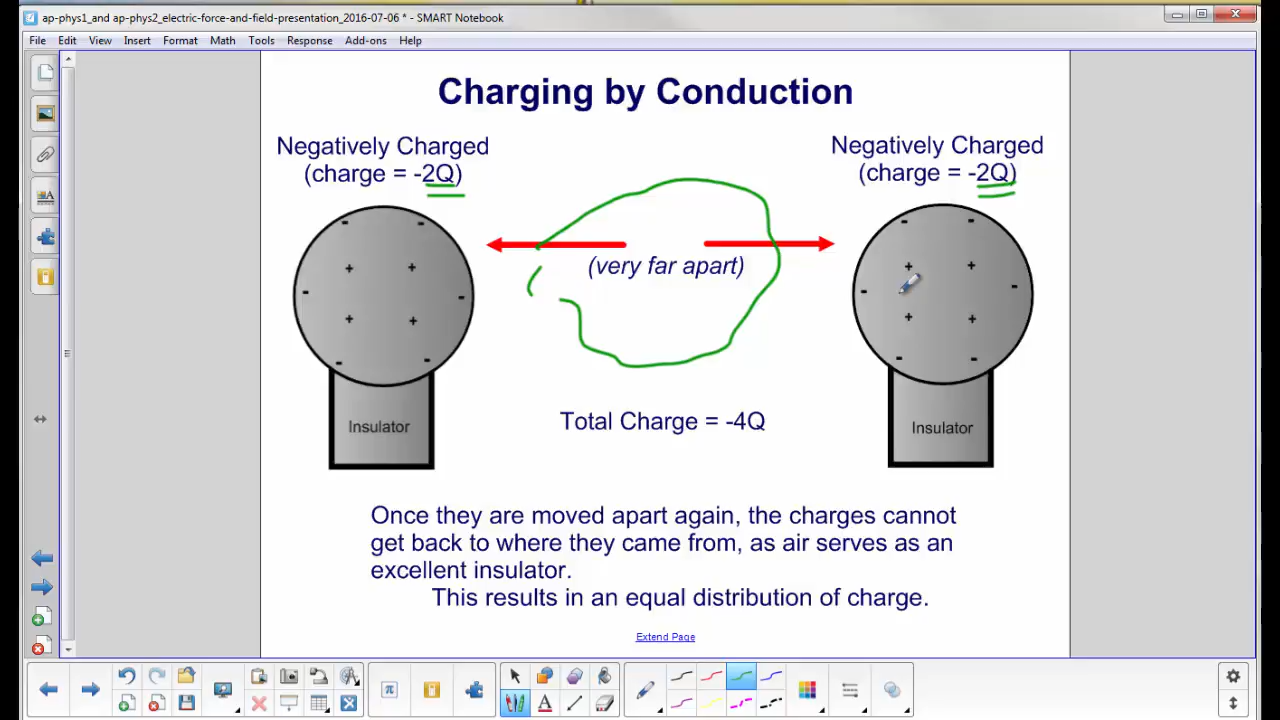 ap-phys1_and ap-phys2_electric-force-and-field-presentation_2016-07-06 * - SMART Notebook
File Edit View Insert Format Math Tools Response Add-ons Help
Charging by Conduction
Negatively Charged
(charge = -2Q)
Negatively Charged
(charge = -2Q)
(very far apart)
Total Charge = -4Q
Insulator
Insulator
Once they are moved apart again, the charges cannot
get back to where they came from, as air serves as an
excellent insulator.
This results in an equal distribution of charge.
Extend Page